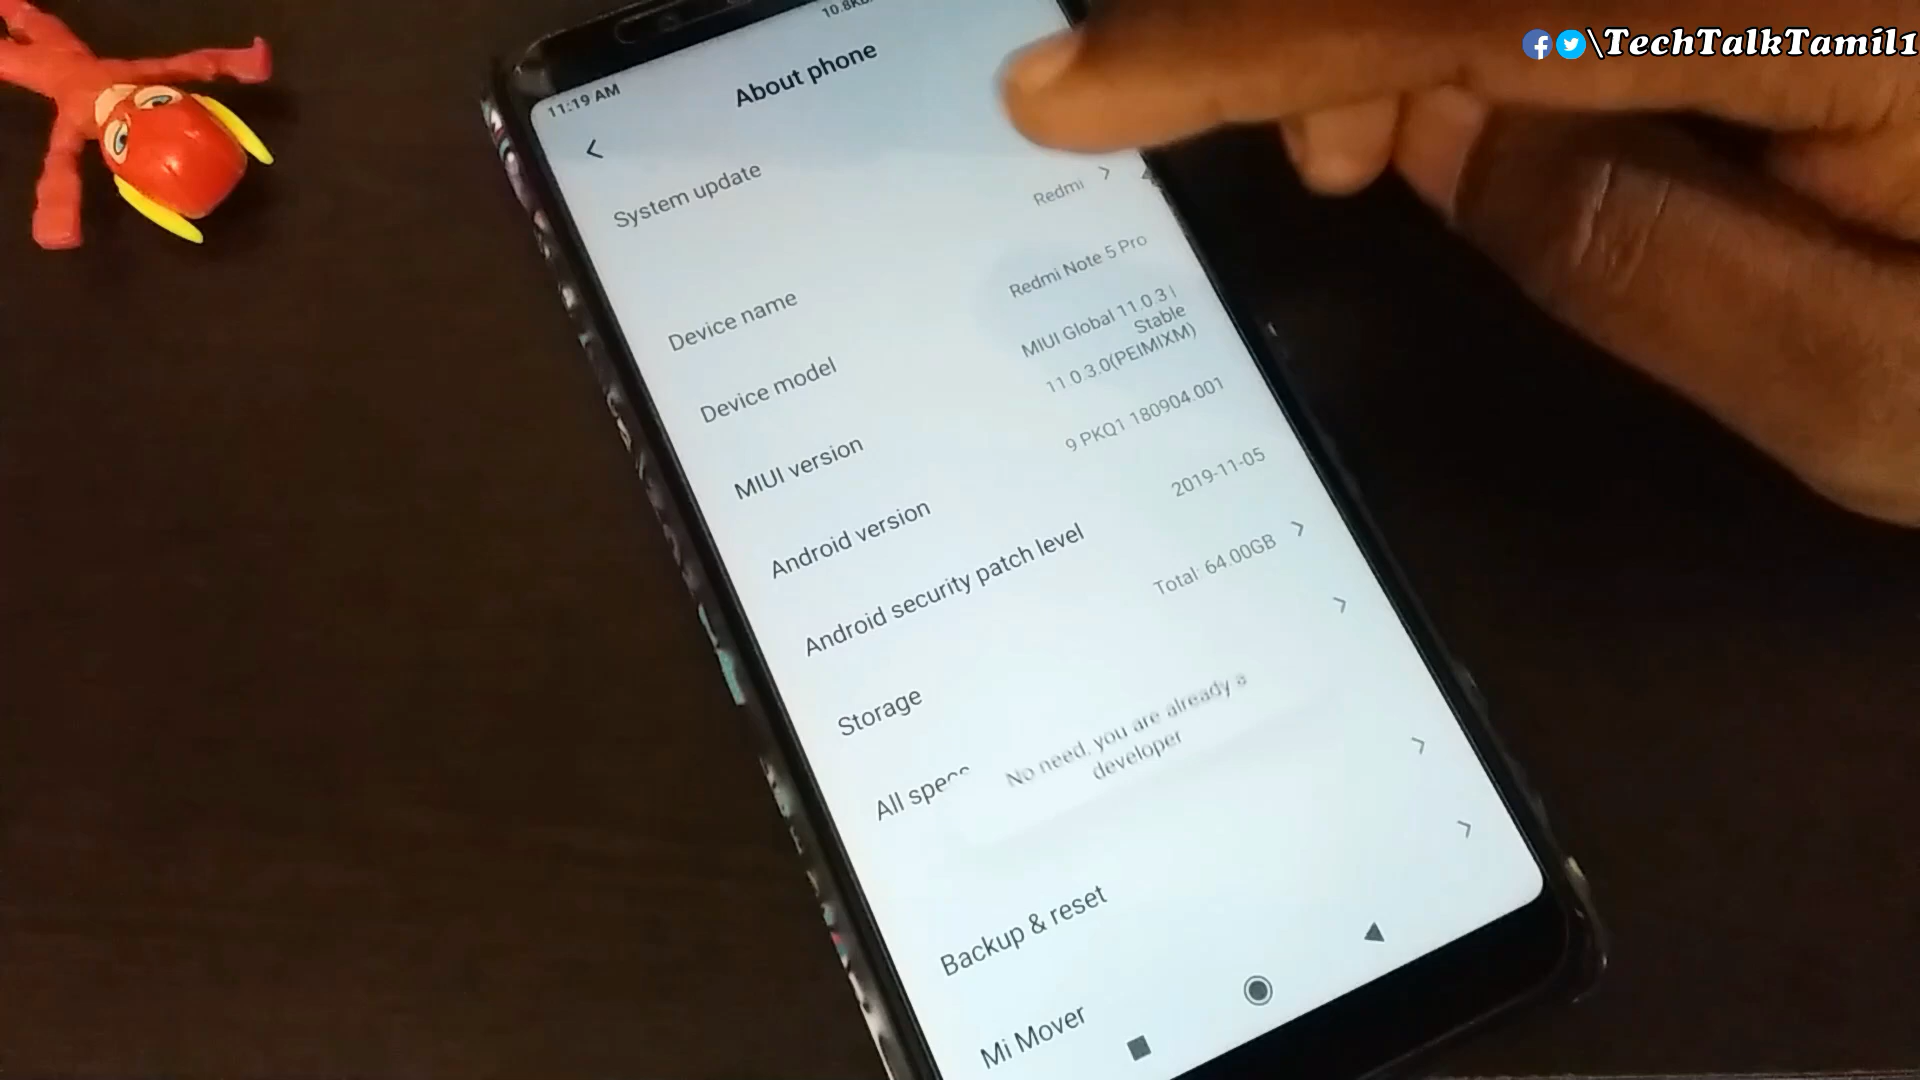 \TechTalkTamil1
11:19 AM
About phone
System update
Device name
Redmi
Device model
Redmi Note 5 Pro
MIUI version
MIUI Global 11.0.3 |
Stable
11.0.3.0(PEIMIXM)
Android version
9 PKQ1.180904.001
Android security patch level
2019-11-05
Storage
Total: 64.00GB
All specs
No need, you are already a
developer
Backup & reset
Mi Mover